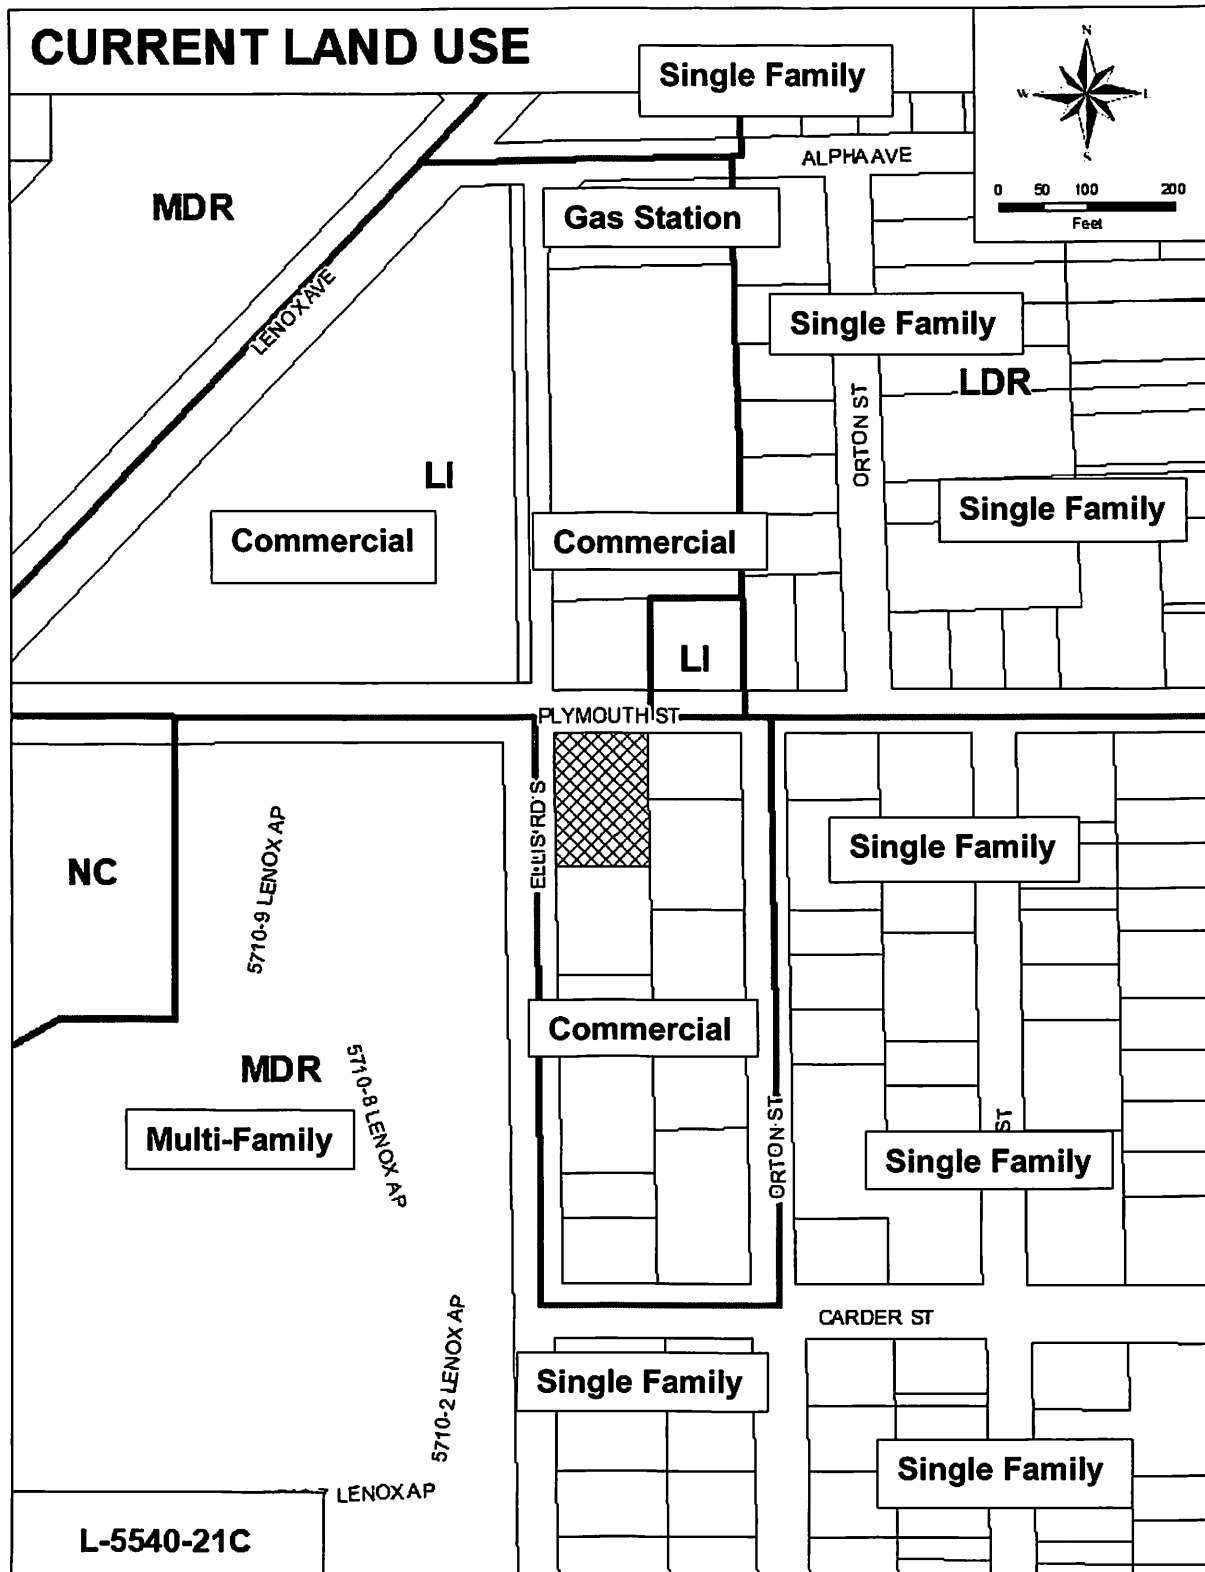 CURRENT LAND USE
Single Family
N
W
S
0 50 100 200
Feet
ALPHA AVE
MDR
Gas Station
LENOX AVE
Single Family
LDR
ORTON ST
LI
Single Family
Commercial
Commercial
LI
PLYMOUTH ST
ELLIS RD S
Single Family
NC
5710-9 LENOX AP
Commercial
MDR
5710-8 LENOX AP
Multi-Family
ORTON ST
ST
Single Family
CARDER ST
5710-2 LENOX AP
Single Family
Single Family
LENOX AP
L-5540-21C